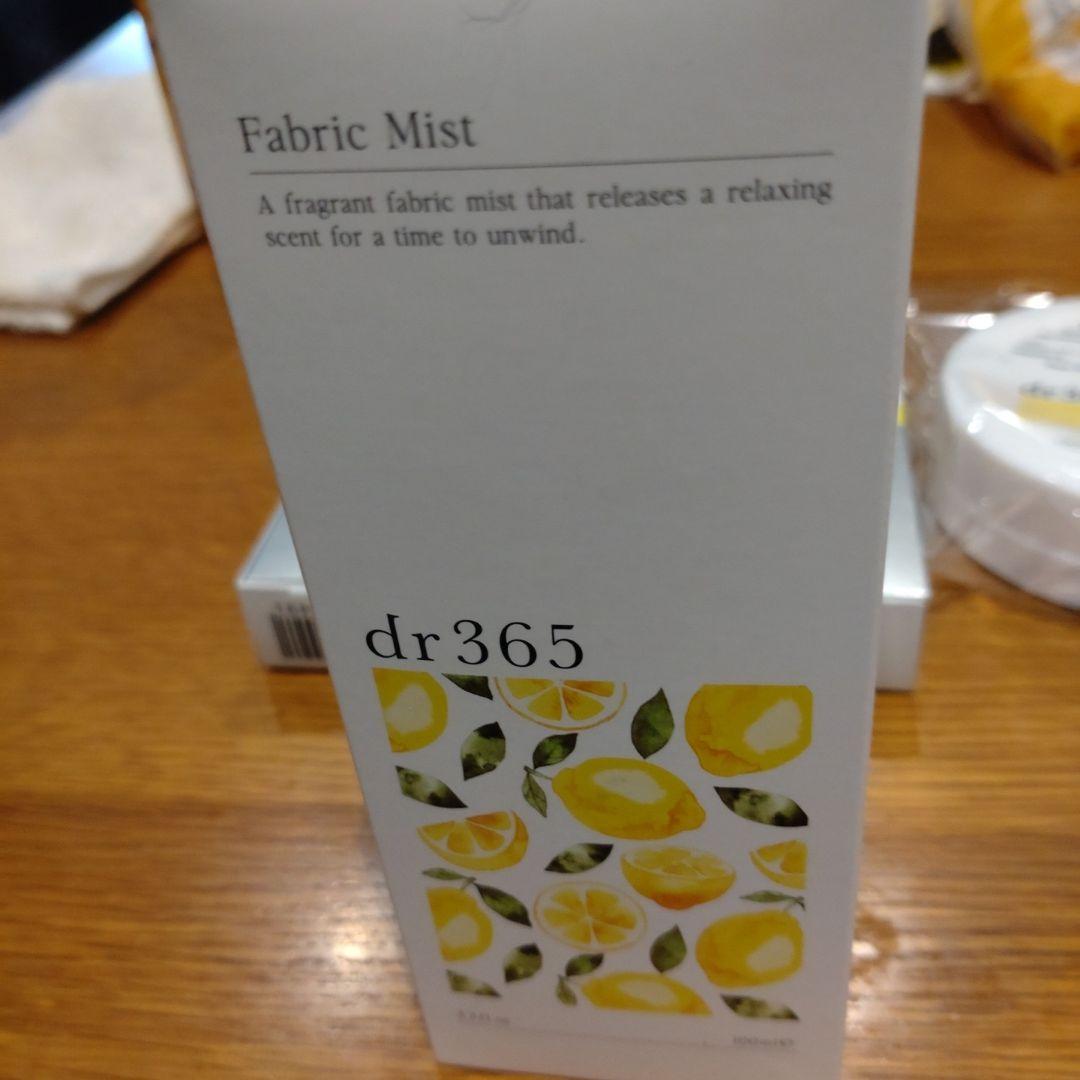 Fabric Mist
A fragrant fabric mist that releases a relaxing
scent for a time to unwind.
dr365